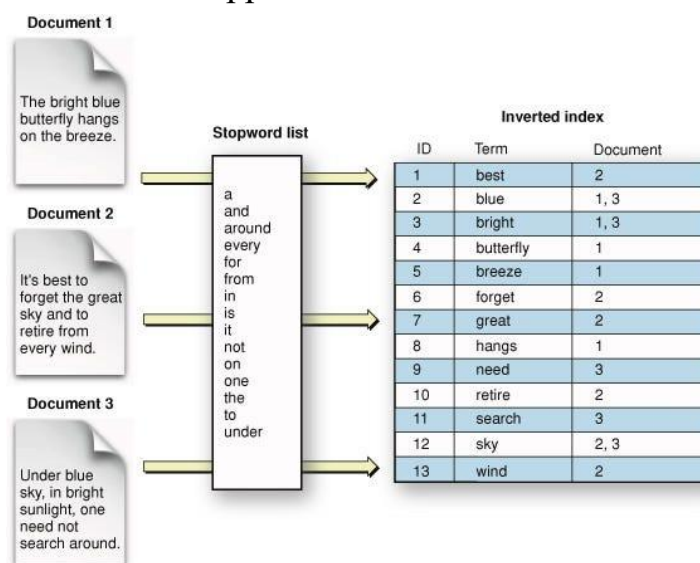 Document 1
The bright blue
butterfly hangs
on the breeze.
Document 2
It's best to
forget the great
sky and to
retire from
every wind.
Document 3
Under blue
sky, in bright
sunlight, one
need not
search around.
Stopword list
a
and
around
every
for
from
in
is
it
not
on
one
the
to
under
Inverted index
ID Term Document
1 best 2
2 blue 1, 3
3 bright 1, 3
4 butterfly 1
5 breeze 1
6 forget 2
7 great 2
8 hangs 1
9 need 3
10 retire 2
11 search 3
12 sky 2, 3
13 wind 2